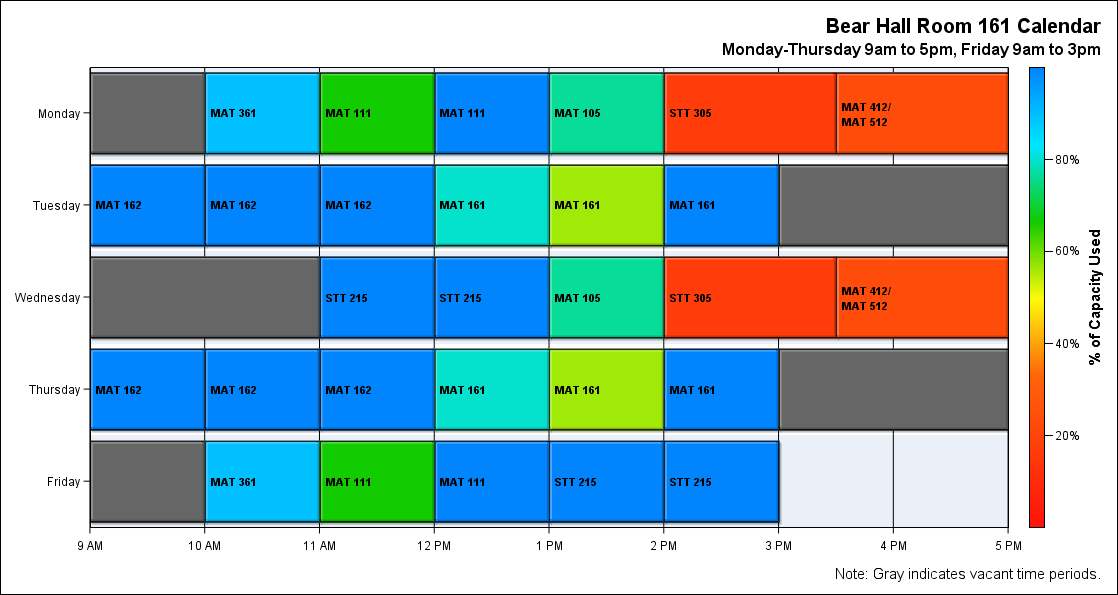 Bear Hall Room 161 Calendar
Monday-Thursday 9am to 5pm, Friday 9am to 3pm
Monday
MAT 361
MAT 111
MAT 111
MAT 105
STT 305
MAT 412/
MAT 512
Tuesday
MAT 162
MAT 162
MAT 162
MAT 161
MAT 161
MAT 161
Wednesday
STT 215
STT 215
MAT 105
STT 305
MAT 412/
MAT 512
Thursday
MAT 162
MAT 162
MAT 162
MAT 161
MAT 161
MAT 161
Friday
MAT 361
MAT 111
MAT 111
STT 215
STT 215
9 AM
10 AM
11 AM
12 PM
1 PM
2 PM
3 PM
4 PM
5 PM
80%
60%
40%
20%
% of Capacity Used
Note: Gray indicates vacant time periods.